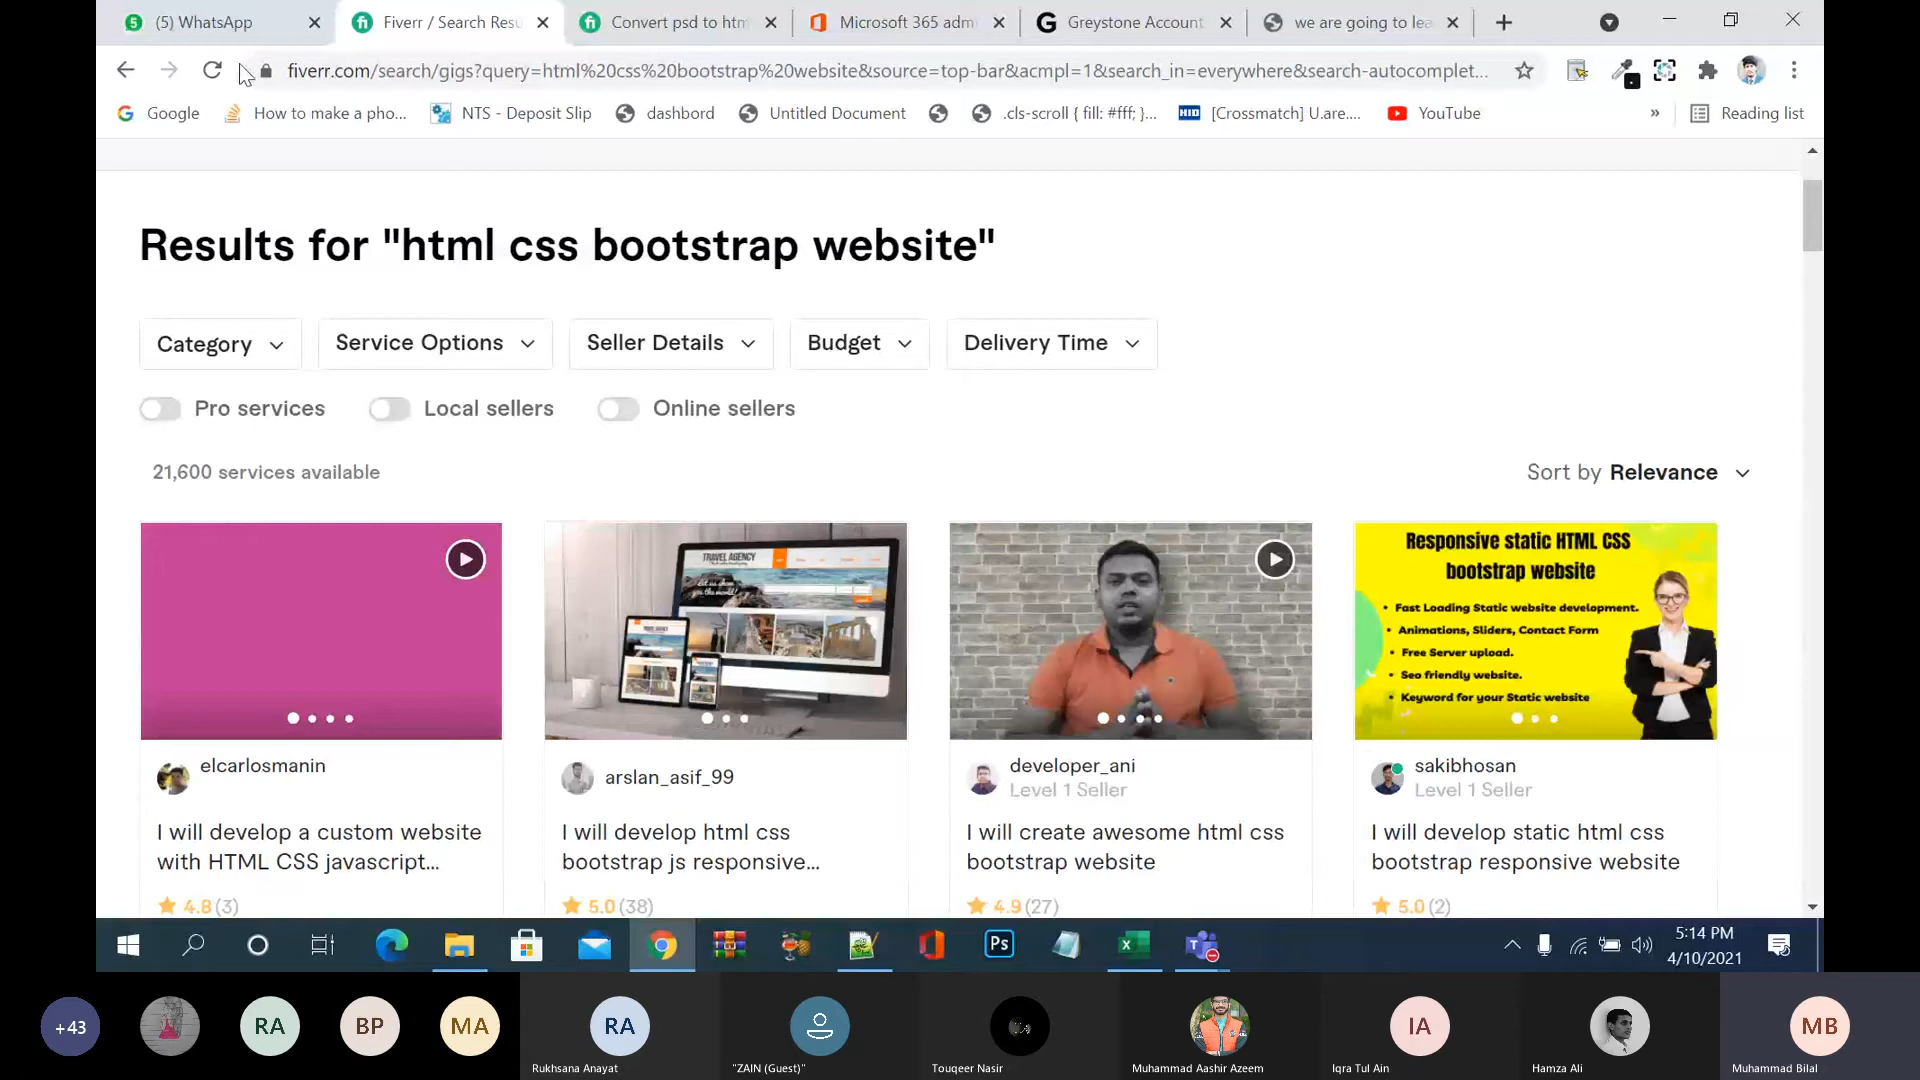 (5) WhatsApp
Fiverr / Search Resu
Convert psd to htm
Microsoft 365 adm
Greystone Account
we are going to lea
fiverr.com/search/gigs?query=html%20css%20bootstrap%20website&source=top-bar&acmpl=1&search_in=everywhere&search-autocomplet...
Google
How to make a pho...
NTS - Deposit Slip
dashbord
Untitled Document
.cls-scroll { fill: #fff; }...
HID
[Crossmatch] U.are....
YouTube
»
Reading list
Results for "html css bootstrap website"
Category
Service Options
Seller Details
Budget
Delivery Time
Pro services
Local sellers
Online sellers
21,600 services available
Sort by Relevance
TRAVEL AGENCY
Responsive static HTML CSS
bootstrap website
• Fast Loading Static website development.
• Animations, Sliders, Contact Form
• Free Server upload.
• Seo friendly website.
• Keyword for your Static website
elcarlosmanin
I will develop a custom website
with HTML CSS javascript...
4.8 (3)
arslan_asif_99
I will develop html css
bootstrap js responsive...
5.0 (38)
developer_ani
Level 1 Seller
I will create awesome html css
bootstrap website
4.9 (27)
sakibhosan
Level 1 Seller
I will develop static html css
bootstrap responsive website
5.0 (2)
Ps
5:14 PM
4/10/2021
+43
RA
BP
MA
RA
Rukhsana Anayat
"ZAIN (Guest)"
Touqeer Nasir
Muhammad Aashir Azeem
IA
Iqra Tul Ain
Hamza Ali
MB
Muhammad Bilal